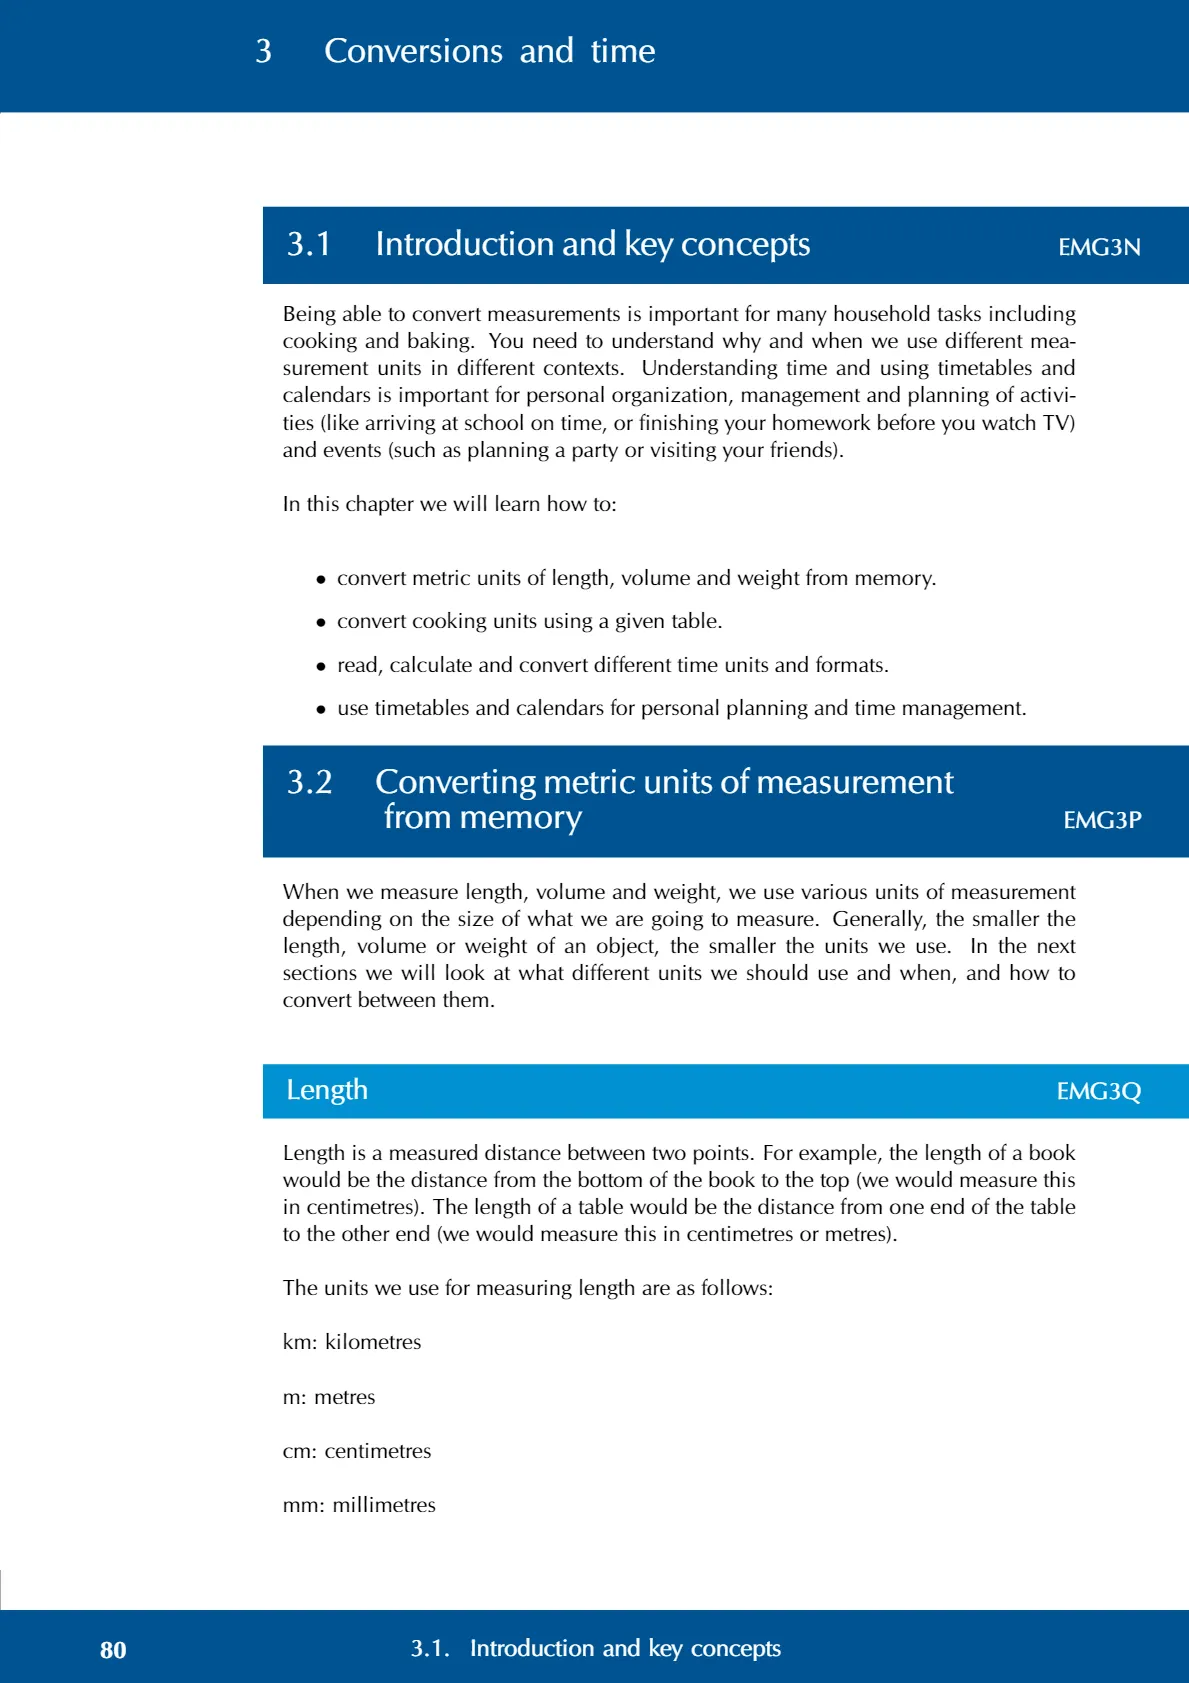 3 Conversions and time
3.1 Introduction and key concepts EMG3N
Being able to convert measurements is important for many household tasks including
cooking and baking. You need to understand why and when we use different mea-
surement units in different contexts. Understanding time and using timetables and
calendars is important for personal organization, management and planning of activi-
ties (like arriving at school on time, or finishing your homework before you watch TV)
and events (such as planning a party or visiting your friends).
In this chapter we will learn how to:
• convert metric units of length, volume and weight from memory.
• convert cooking units using a given table.
• read, calculate and convert different time units and formats.
• use timetables and calendars for personal planning and time management.
3.2 Converting metric units of measurement
from memory EMG3P
When we measure length, volume and weight, we use various units of measurement
depending on the size of what we are going to measure. Generally, the smaller the
length, volume or weight of an object, the smaller the units we use. In the next
sections we will look at what different units we should use and when, and how to
convert between them.
Length EMG3Q
Length is a measured distance between two points. For example, the length of a book
would be the distance from the bottom of the book to the top (we would measure this
in centimetres). The length of a table would be the distance from one end of the table
to the other end (we would measure this in centimetres or metres).
The units we use for measuring length are as follows:
km: kilometres
m: metres
cm: centimetres
mm: millimetres
80 3.1. Introduction and key concepts